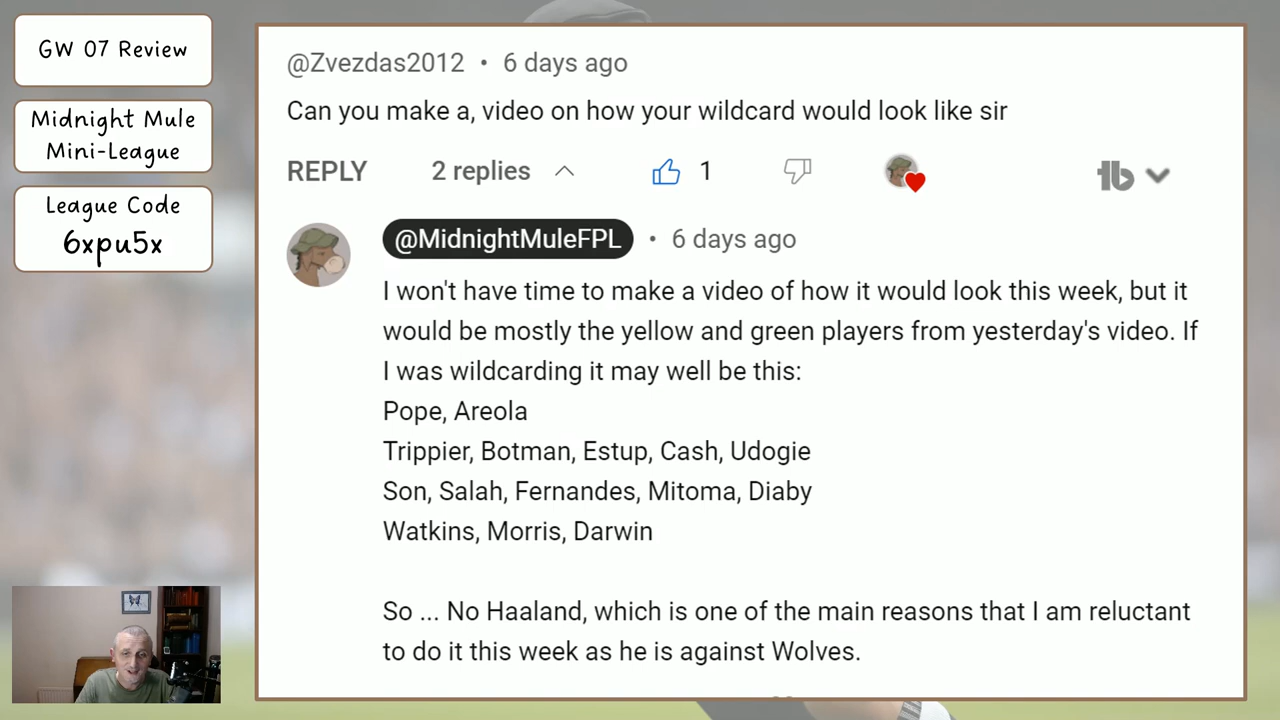 GW 07 Review
Midnight Mule
Mini-League
League Code
6xpu5x
@Zvezdas2012 • 6 days ago
Can you make a, video on how your wildcard would look like sir
REPLY 2 replies 1
tb
@MidnightMuleFPL • 6 days ago
I won't have time to make a video of how it would look this week, but it
would be mostly the yellow and green players from yesterday's video. If
I was wildcarding it may well be this:
Pope, Areola
Trippier, Botman, Estup, Cash, Udogie
Son, Salah, Fernandes, Mitoma, Diaby
Watkins, Morris, Darwin
So ... No Haaland, which is one of the main reasons that I am reluctant
to do it this week as he is against Wolves.